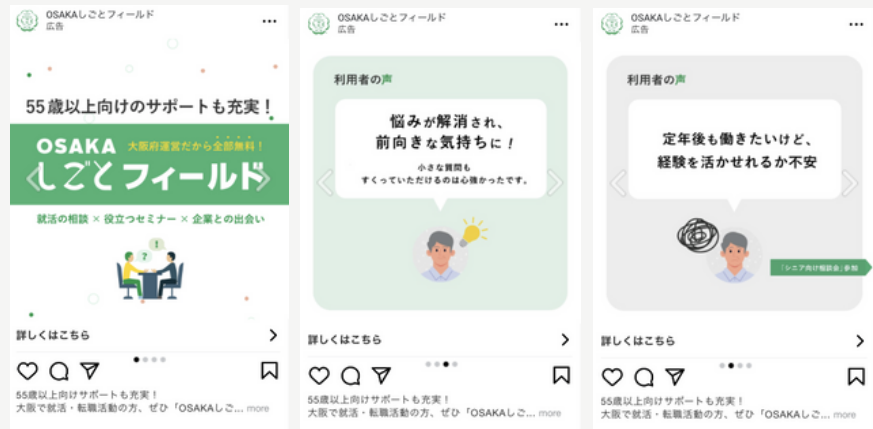 OSAKAしごとフィールド
広告
55歳以上向けのサポートも充実！
OSAKA 大阪府運営だから全部無料！
しごとフィールド
就活の相談 × 役立つセミナー × 企業との出会い
?
!
詳しくはこちら
55歳以上向けサポートも充実！
大阪で就活・転職活動の方、ぜひ「OSAKAしご... more
OSAKAしごとフィールド
広告
利用者の声
悩みが解消され、
前向きな気持ちに！
小さな質問も
すくっていただけるのは心強かったです。
詳しくはこちら
55歳以上向けサポートも充実！
大阪で就活・転職活動の方、ぜひ「OSAKAしご... more
OSAKAしごとフィールド
広告
利用者の声
定年後も働きたいけど、
経験を活かせれるか不安
「シニア向け相談会」参加
詳しくはこちら
55歳以上向けサポートも充実！
大阪で就活・転職活動の方、ぜひ「OSAKAしご... more